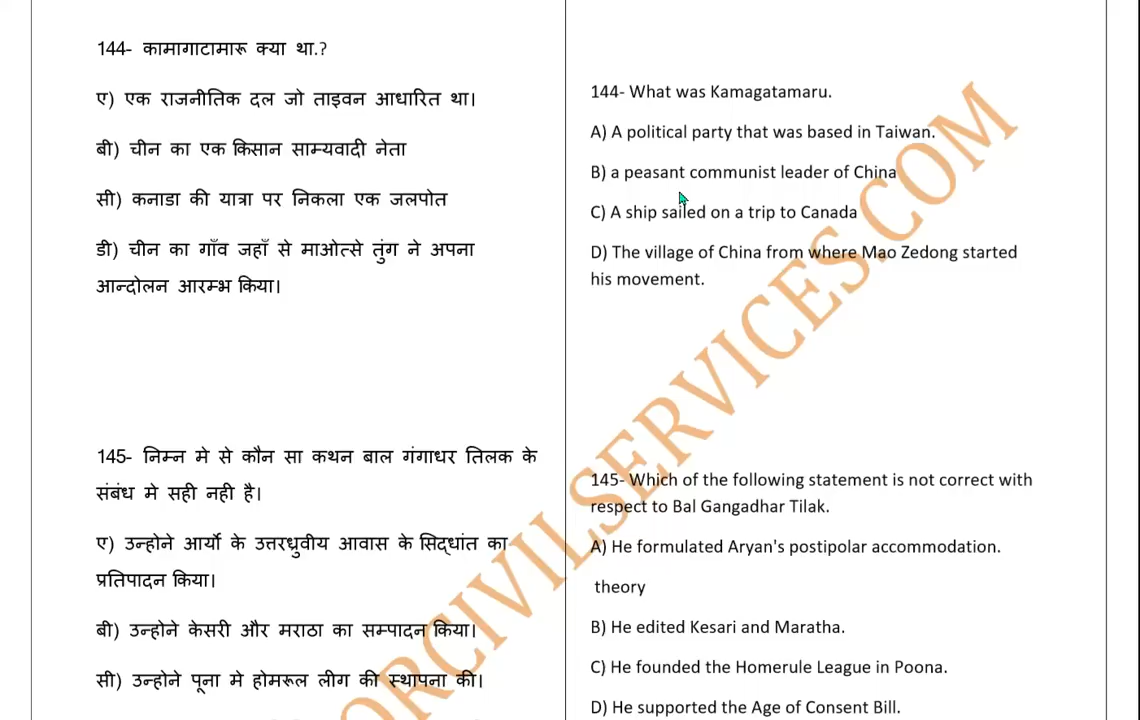 144- कामागाटामारू क्या था.?
ए) एक राजनीतिक दल जो ताइवन आधारित था।
बी) चीन का एक किसान साम्यवादी नेता
सी) कनाडा की यात्रा पर निकला एक जलपोत
डी) चीन का गाँव जहाँ से माओत्से तुंग ने अपना
आन्दोलन आरम्भ किया।
145- निम्न मे से कौन सा कथन बाल गंगाधर तिलक के
संबंध मे सही नही है।
ए) उन्होने आर्यो के उत्तरध्रुवीय आवास के सिद्धांत का
प्रतिपादन किया।
बी) उन्होने केसरी और मराठा का सम्पादन किया।
सी) उन्होने पूना मे होमरूल लीग की स्थापना की।
144- What was Kamagatamaru.
A) A political party that was based in Taiwan.
B) a peasant communist leader of China
C) A ship sailed on a trip to Canada
D) The village of China from where Mao Zedong started
his movement.
145- Which of the following statement is not correct with
respect to Bal Gangadhar Tilak.
A) He formulated Aryan's postipolar accommodation.
theory
B) He edited Kesari and Maratha.
C) He founded the Homerule League in Poona.
D) He supported the Age of Consent Bill.
ORCIVILSERVICES.COM